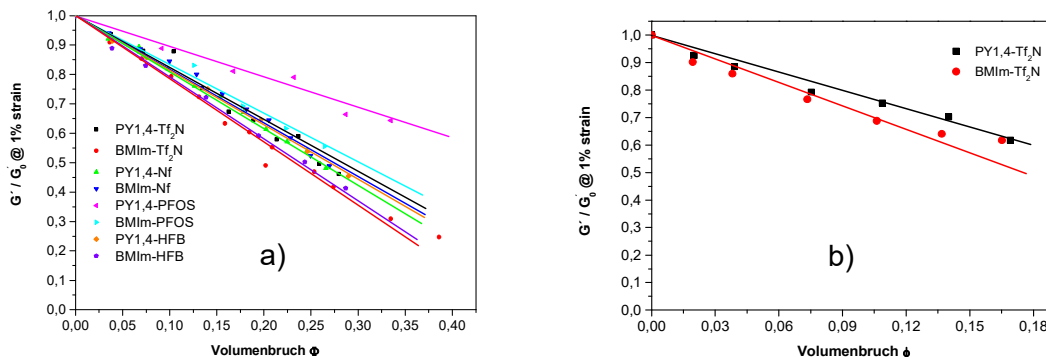 1,0
0,9
0,8
0,7
0,6
0,5
0,4
0,3
0,2
0,1
0,0
G´ / G₀´ @ 1% strain
PY1,4-Tf₂N
BMIm-Tf₂N
PY1,4-Nf
BMIm-Nf
PY1,4-PFOS
BMIm-PFOS
PY1,4-HFB
BMIm-HFB
a)
0,00 0,05 0,10 0,15 0,20 0,25 0,30 0,35 0,40
Volumenbruch Φ
1,0
0,9
0,8
0,7
0,6
0,5
0,4
0,3
0,2
0,1
0,0
G´ / G₀´ @ 1% strain
PY1,4-Tf₂N
BMIm-Tf₂N
b)
0,00 0,03 0,06 0,09 0,12 0,15 0,18
Volumenbruch ϕ